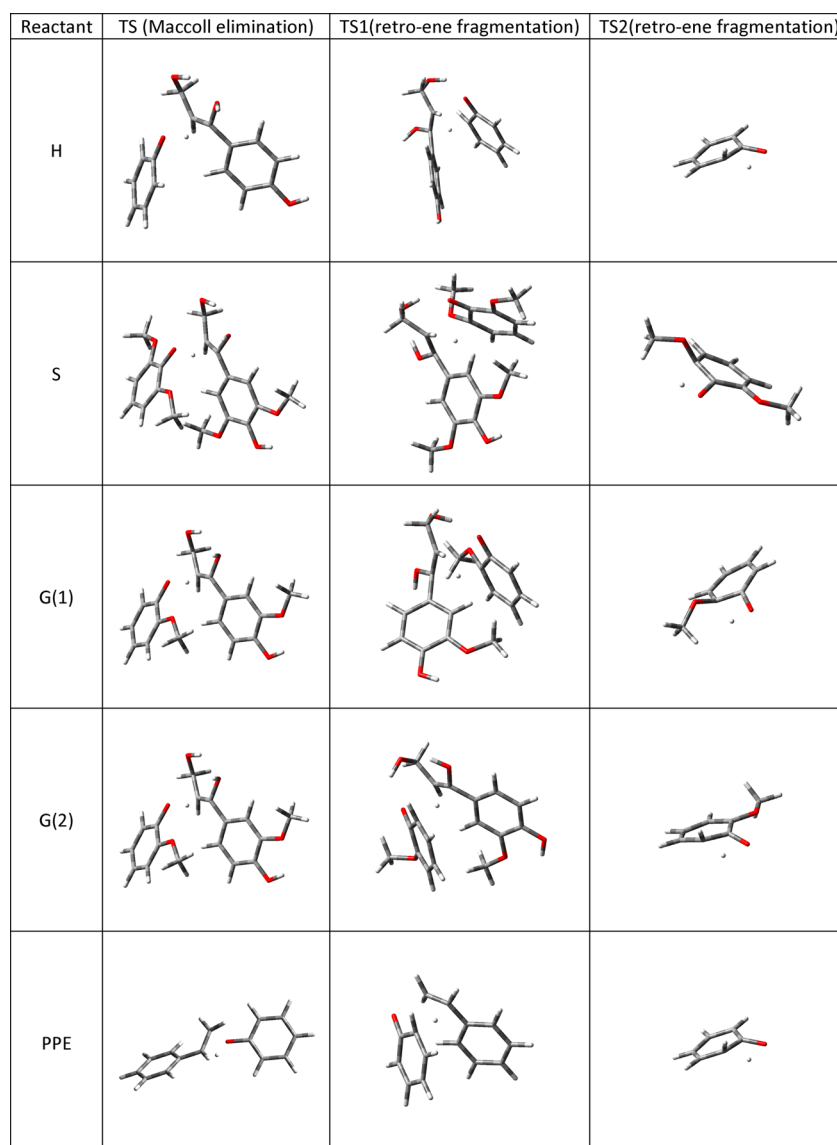 Reactant TS (Maccoll elimination) TS1(retro-ene fragmentation) TS2(retro-ene fragmentation)
H
S
G(1)
G(2)
PPE